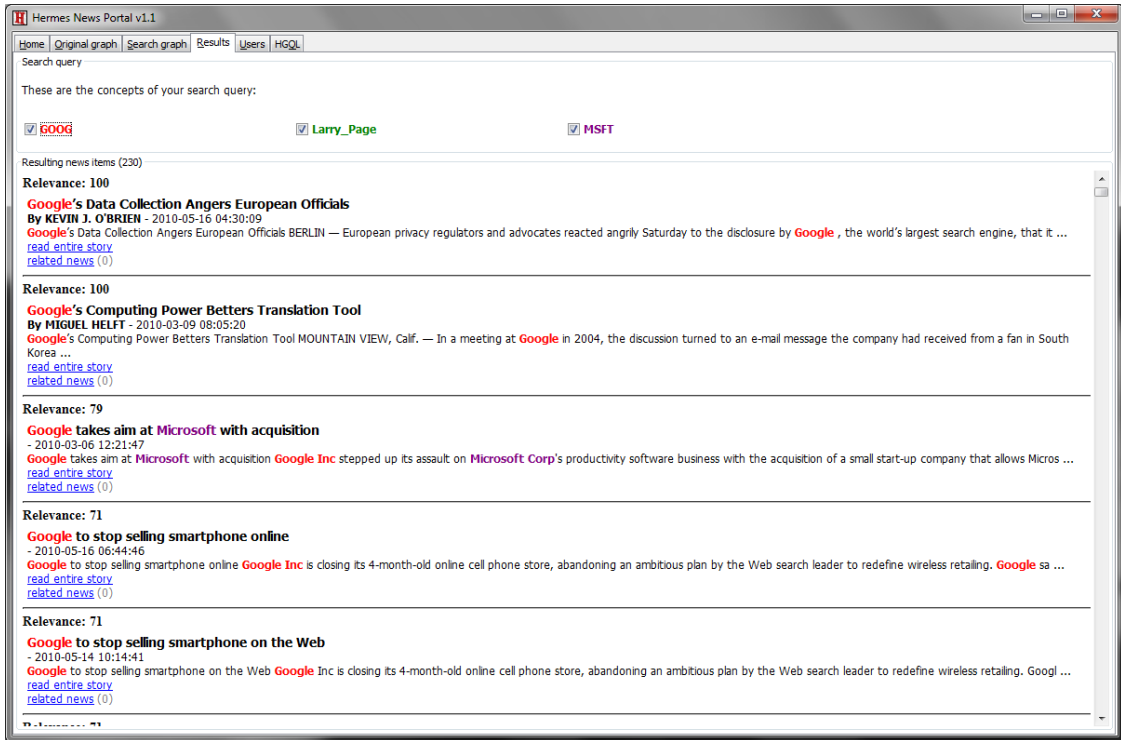 Hermes News Portal v1.1
Home Original graph Search graph Results Users HGQL
Search query
These are the concepts of your search query:
GOOG Larry_Page MSFT
Resulting news items (230)
Relevance: 100
Google's Data Collection Angers European Officials
By KEVIN J. O'BRIEN - 2010-05-16 04:30:09
Google's Data Collection Angers European Officials BERLIN — European privacy regulators and advocates reacted angrily Saturday to the disclosure by Google , the world's largest search engine, that it ...
read entire story
related news (0)
Relevance: 100
Google's Computing Power Betters Translation Tool
By MIGUEL HELFT - 2010-03-09 08:05:20
Google's Computing Power Betters Translation Tool MOUNTAIN VIEW, Calif. — In a meeting at Google in 2004, the discussion turned to an e-mail message the company had received from a fan in South
Korea ...
read entire story
related news (0)
Relevance: 79
Google takes aim at Microsoft with acquisition
- 2010-03-06 12:21:47
Google takes aim at Microsoft with acquisition Google Inc stepped up its assault on Microsoft Corp's productivity software business with the acquisition of a small start-up company that allows Micros ...
read entire story
related news (0)
Relevance: 71
Google to stop selling smartphone online
- 2010-05-16 06:44:46
Google to stop selling smartphone online Google Inc is closing its 4-month-old online cell phone store, abandoning an ambitious plan by the Web search leader to redefine wireless retailing. Google sa ...
read entire story
related news (0)
Relevance: 71
Google to stop selling smartphone on the Web
- 2010-05-14 10:14:41
Google to stop selling smartphone on the Web Google Inc is closing its 4-month-old online cell phone store, abandoning an ambitious plan by the Web search leader to redefine wireless retailing. Googl ...
read entire story
related news (0)
Relevance: 71